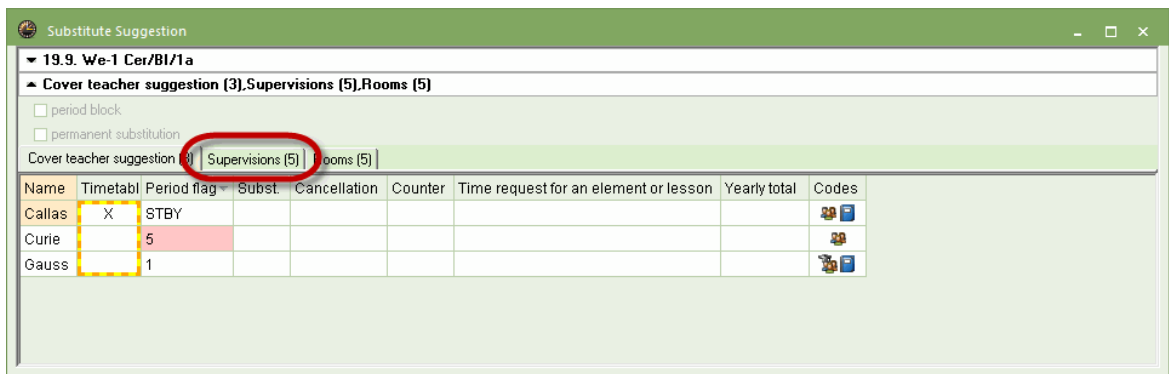 Substitute Suggestion
19.9. We-1 Cer/BI/1a
Cover teacher suggestion (3),Supervisions (5),Rooms (5)
period block
permanent substitution
Cover teacher suggestion Supervisions (5) Rooms (5)
Name Timetabl Period flag Subst. Cancellation Counter Time request for an element or lesson Yearly total Codes
Callas X STBY
Curie 5
Gauss 1